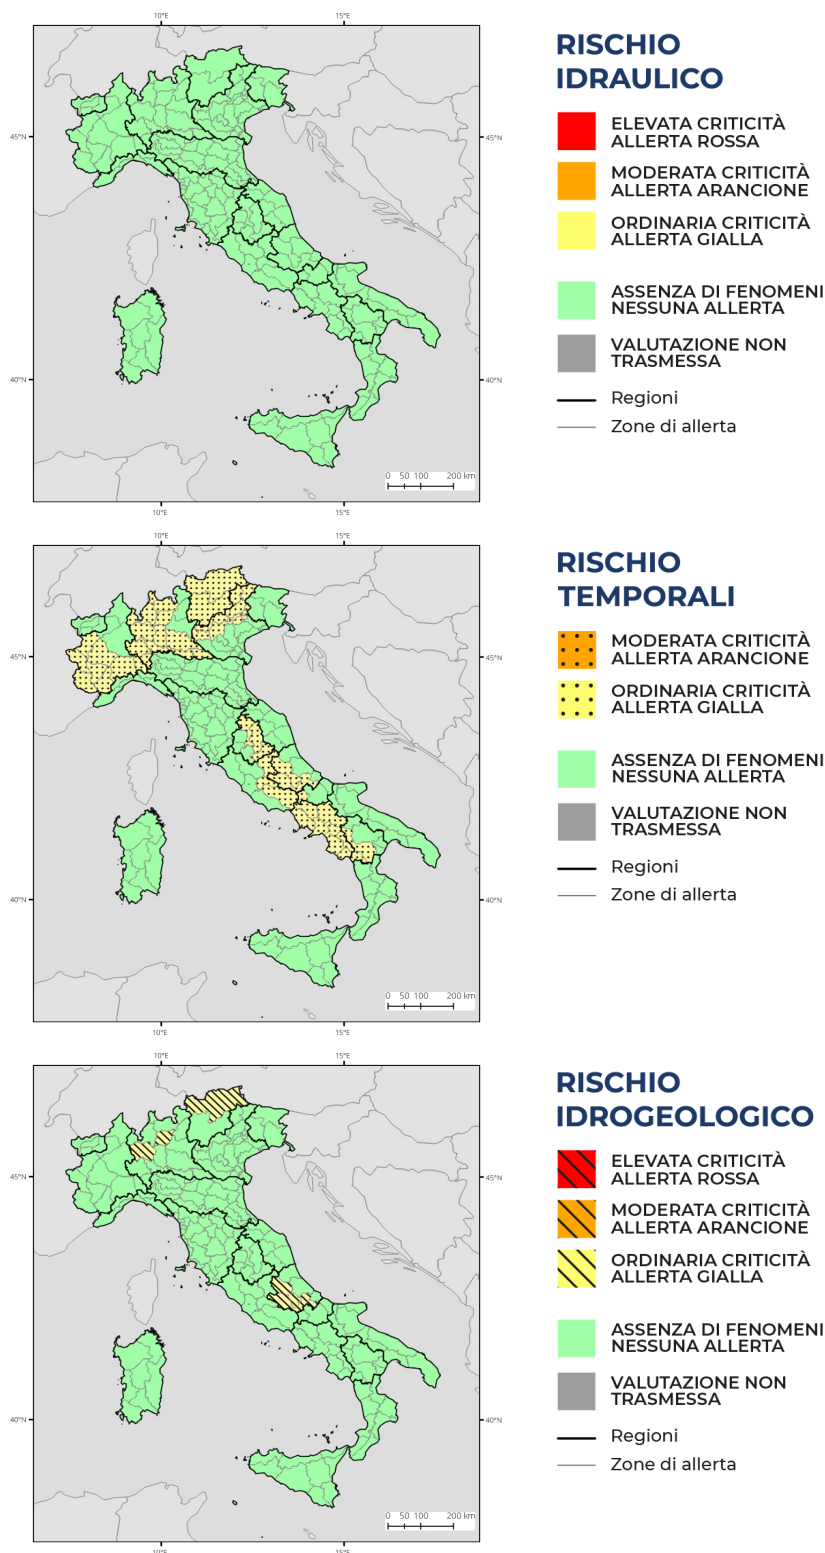 10°E 15°E
45°N 45°N
40°N 40°N
0 50 100 200 km
10°E 15°E
RISCHIO
IDRAULICO
ELEVATA CRITICITÀ
ALLERTA ROSSA
MODERATA CRITICITÀ
ALLERTA ARANCIONE
ORDINARIA CRITICITÀ
ALLERTA GIALLA
ASSENZA DI FENOMENI
NESSUNA ALLERTA
VALUTAZIONE NON
TRASMESSA
Regioni
Zone di allerta
10°E 15°E
45°N 45°N
40°N 40°N
0 50 100 200 km
10°E 15°E
RISCHIO
TEMPORALI
MODERATA CRITICITÀ
ALLERTA ARANCIONE
ORDINARIA CRITICITÀ
ALLERTA GIALLA
ASSENZA DI FENOMENI
NESSUNA ALLERTA
VALUTAZIONE NON
TRASMESSA
Regioni
Zone di allerta
10°E 15°E
45°N 45°N
40°N 40°N
0 50 100 200 km
10°E 15°E
RISCHIO
IDROGEOLOGICO
ELEVATA CRITICITÀ
ALLERTA ROSSA
MODERATA CRITICITÀ
ALLERTA ARANCIONE
ORDINARIA CRITICITÀ
ALLERTA GIALLA
ASSENZA DI FENOMENI
NESSUNA ALLERTA
VALUTAZIONE NON
TRASMESSA
Regioni
Zone di allerta